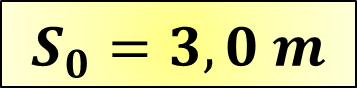 S₀ = 3,0 m